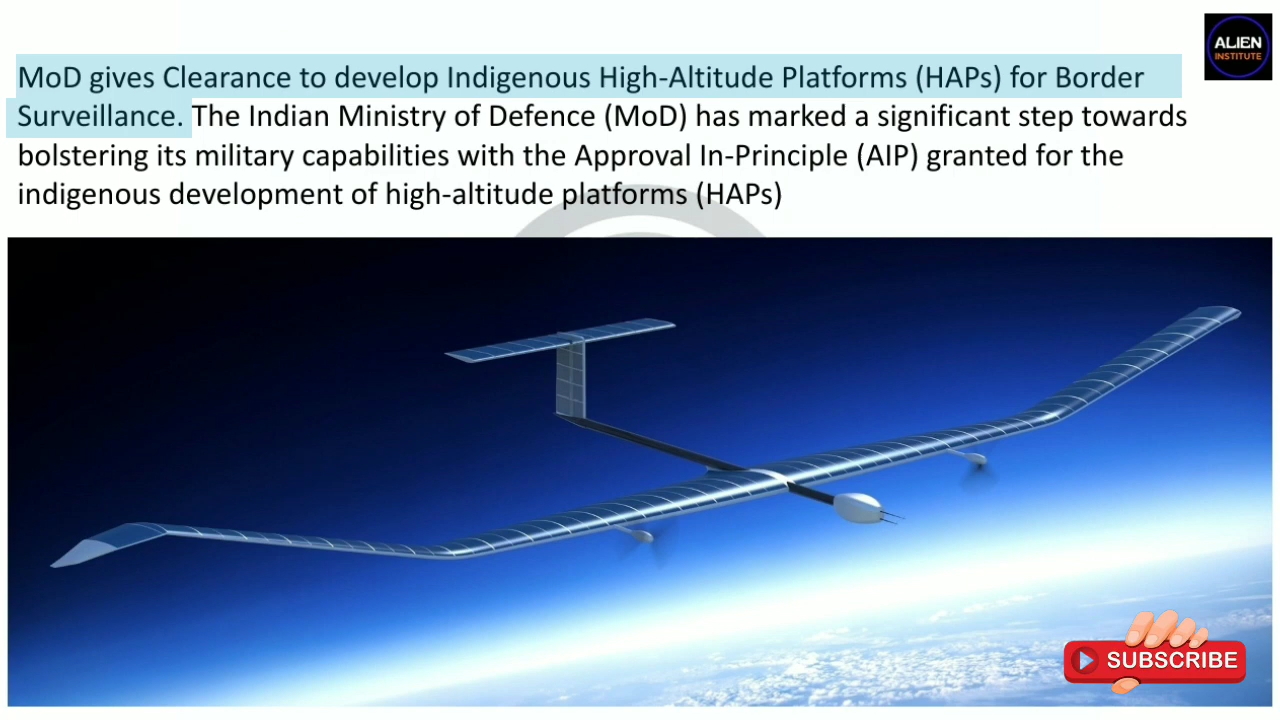 ALIEN
INSTITUTE
MoD gives Clearance to develop Indigenous High-Altitude Platforms (HAPs) for Border
Surveillance. The Indian Ministry of Defence (MoD) has marked a significant step towards
bolstering its military capabilities with the Approval In-Principle (AIP) granted for the
indigenous development of high-altitude platforms (HAPs)
SUBSCRIBE